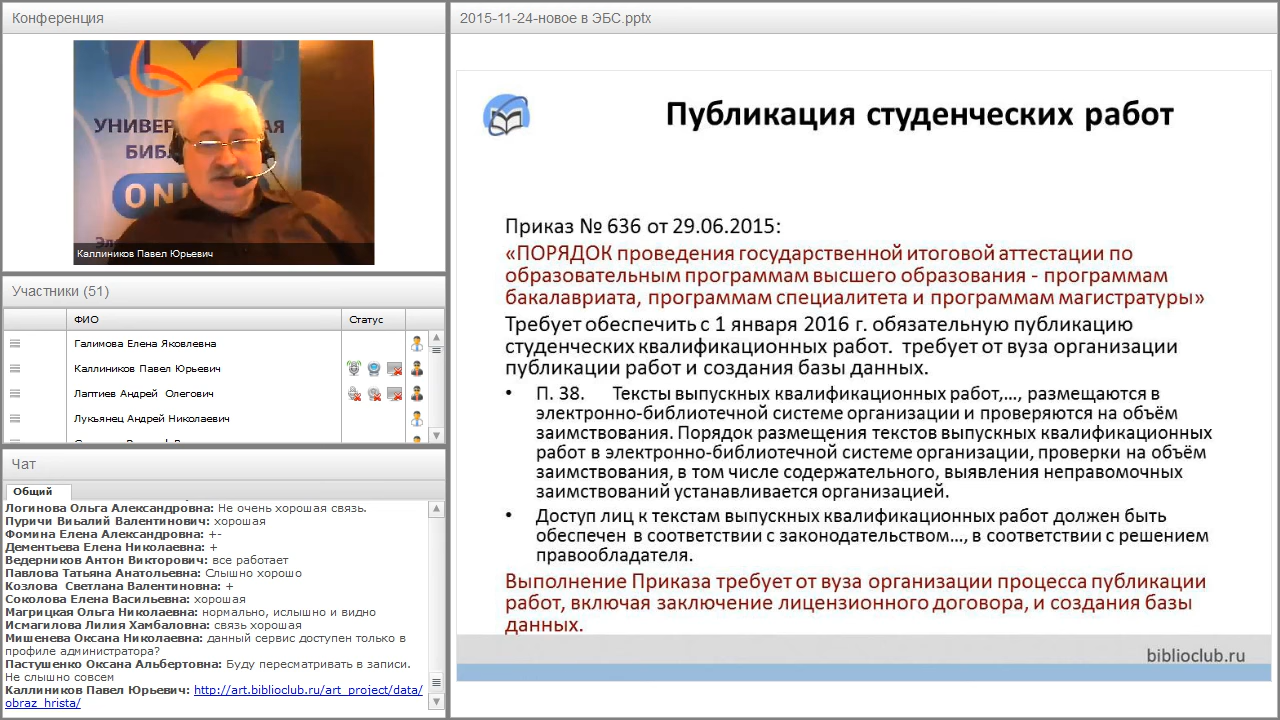 Конференция
УНИВЕР
БИБЛ
ONL
Каллиников Павел Юрьевич
Участники (51)
ФИО
Статус
Галимова Елена Яковлевна
Каллиников Павел Юрьевич
Лаптиев Андрей Олегович
Лукьянец Андрей Николаевич
Чат
Общий
Логинова Ольга Александровна: Не очень хорошая связь.
Пуричи Виьалий Валентинович: хорошая
Фомина Елена Александровна: +-
Дементьева Елена Николаевна: +
Ведерников Антон Викторович: все работает
Павлова Татьяна Анатольевна: Слышно хорошо
Козлова Светлана Валентиновна: +
Соколова Елена Васильевна: хорошая
Магрицкая Ольга Николаевна: нормально, ислышно и видно
Исмагилова Лилия Хамбаловна: связь хорошая
Мишенева Оксана Николаевна: данный сервис доступен только в
профиле администратора?
Пастушенко Оксана Альбертовна: Буду пересматривать в записи.
Не слышно совсем
Каллиников Павел Юрьевич: http://art.biblioclub.ru/art_project/data/
obraz_hrista/
2015-11-24-новое в ЭБС.pptx
Публикация студенческих работ
Приказ № 636 от 29.06.2015:
«ПОРЯДОК проведения государственной итоговой аттестации по
образовательным программам высшего образования - программам
бакалавриата, программам специалитета и программам магистратуры»
Требует обеспечить с 1 января 2016 г. обязательную публикацию
студенческих квалификационных работ. требует от вуза организации
публикации работ и создания базы данных.
• П. 38. Тексты выпускных квалификационных работ,…, размещаются в
электронно-библиотечной системе организации и проверяются на объём
заимствования. Порядок размещения текстов выпускных квалификационных
работ в электронно-библиотечной системе организации, проверки на объём
заимствования, в том числе содержательного, выявления неправомочных
заимствований устанавливается организацией.
• Доступ лиц к текстам выпускных квалификационных работ должен быть
обеспечен в соответствии с законодательством…, в соответствии с решением
правообладателя.
Выполнение Приказа требует от вуза организации процесса публикации
работ, включая заключение лицензионного договора, и создания базы
данных.
biblioclub.ru